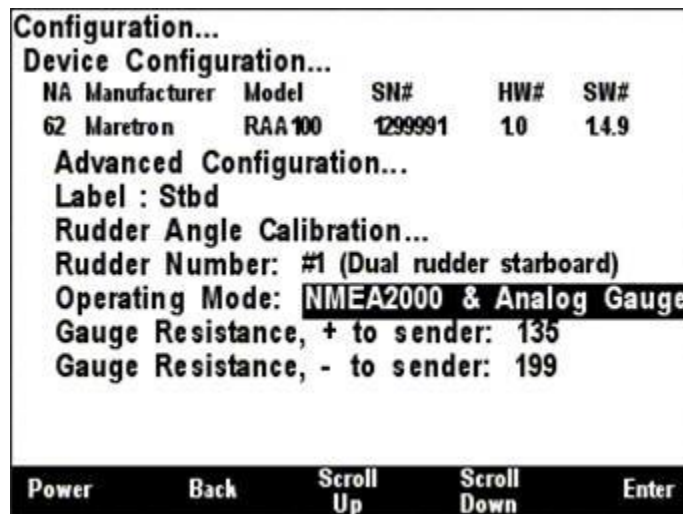 Configuration...
Device Configuration...
NA Manufacturer Model SN# HW# SW#
62 Maretron RAA100 1299991 1.0 1.4.9
Advanced Configuration...
Label : Stbd
Rudder Angle Calibration...
Rudder Number: #1 (Dual rudder starboard)
Operating Mode: NMEA2000 & Analog Gauge
Gauge Resistance, + to sender: 135
Gauge Resistance, - to sender: 199
Power Back Scroll Up Scroll Down Enter